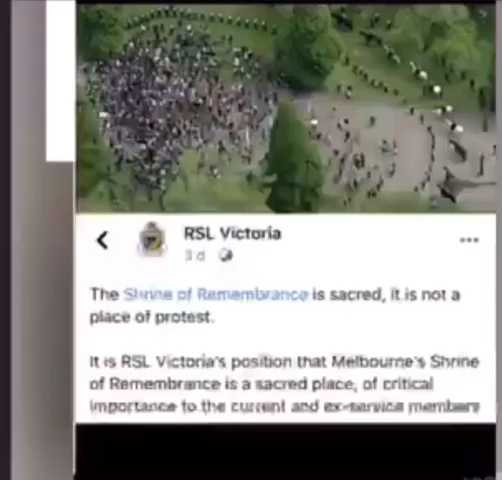 RSL Victoria
3 d
The Shrine of Remembrance is sacred, it is not a
place of protest.
It is RSL Victoria's position that Melbourne's Shrine
of Remembrance is a sacred place, of critical
importance to the current and ex-service members